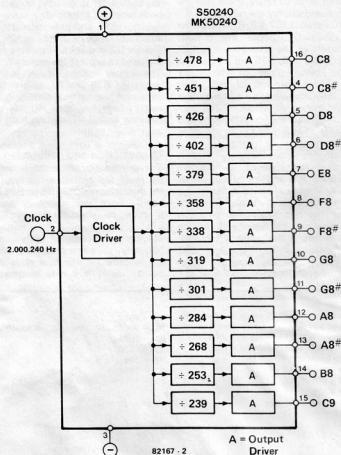 S50240
MK50240
+
1
÷ 478 A 16 C8
÷ 451 A 4 C8#
÷ 426 A 5 D8
÷ 402 A 6 D8#
÷ 379 A 7 E8
÷ 358 A 8 F8
Clock 2 Clock Driver ÷ 338 A 9 F8#
2.000.240 Hz
÷ 319 A 10 G8
÷ 301 A 11 G8#
÷ 284 A 12 A8
÷ 268 A 13 A8#
÷ 253 A 14 B8
÷ 239 A 15 C9
3
−
82167 - 2
A = Output
Driver